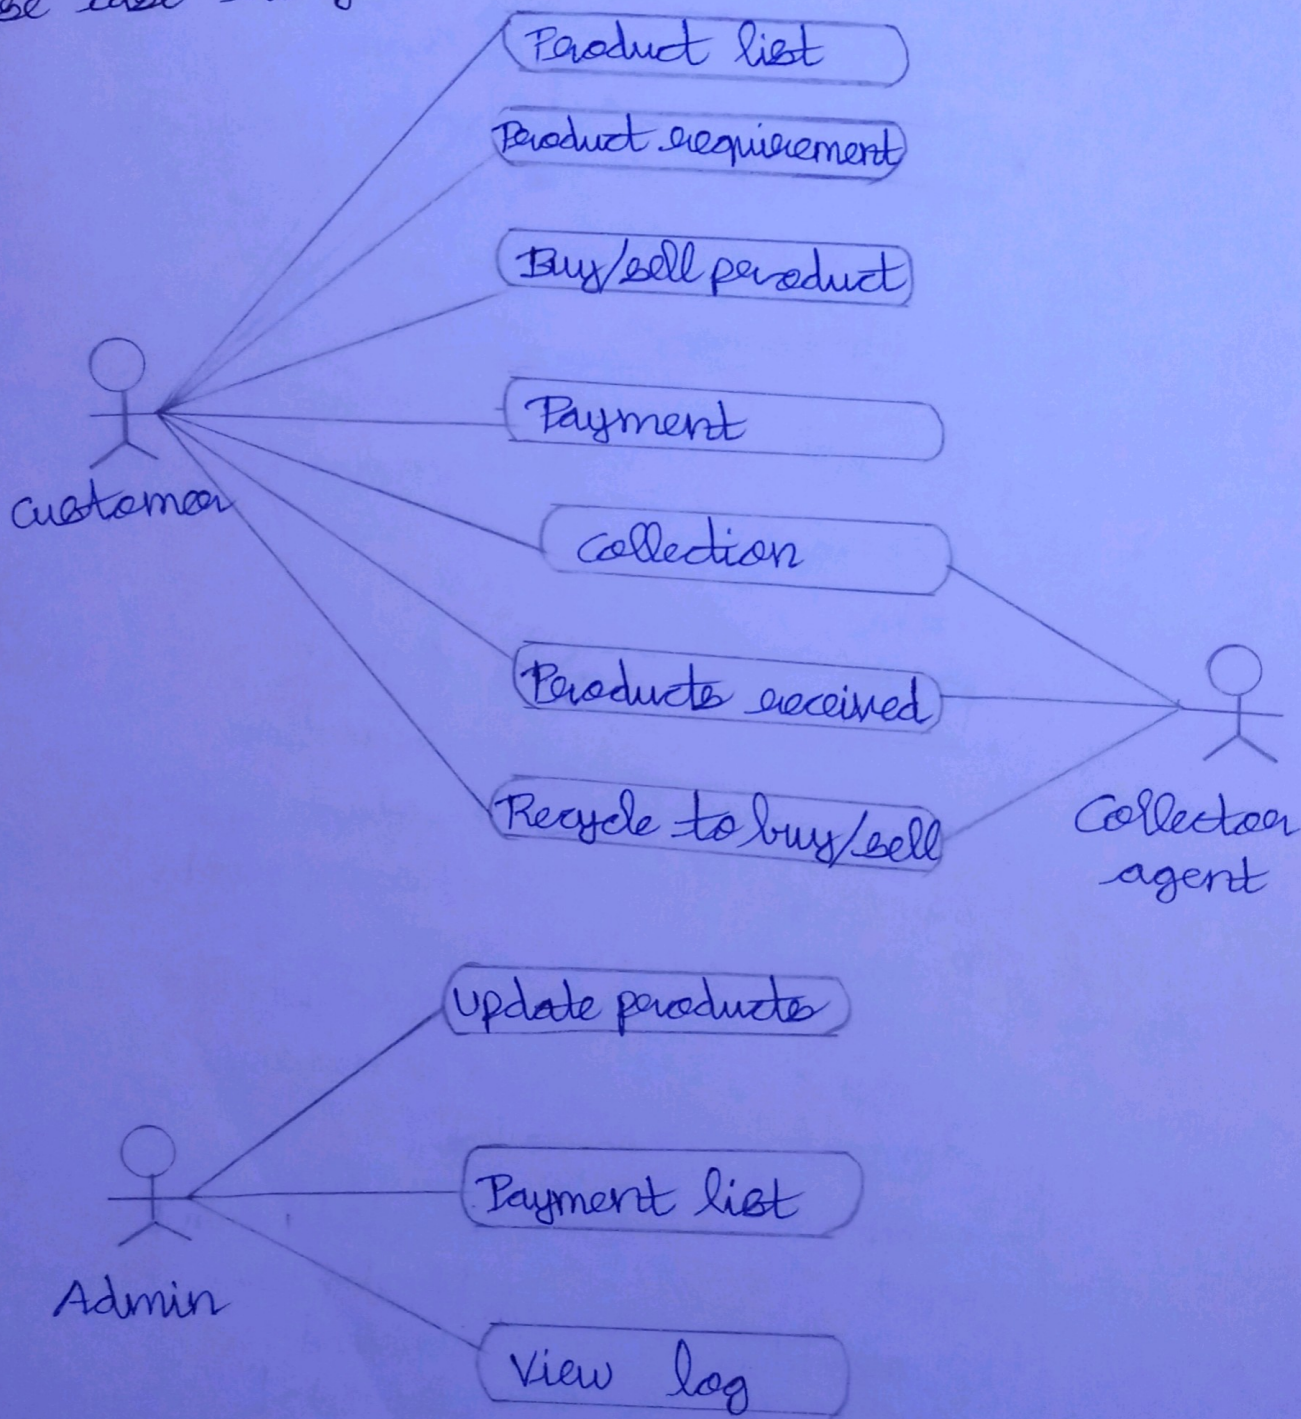 Product list
Product requirement
Buy/sell product
Payment
customer
collection
Products received
Recycle to buy/sell
Collector
agent
Update products
Payment list
Admin
View log